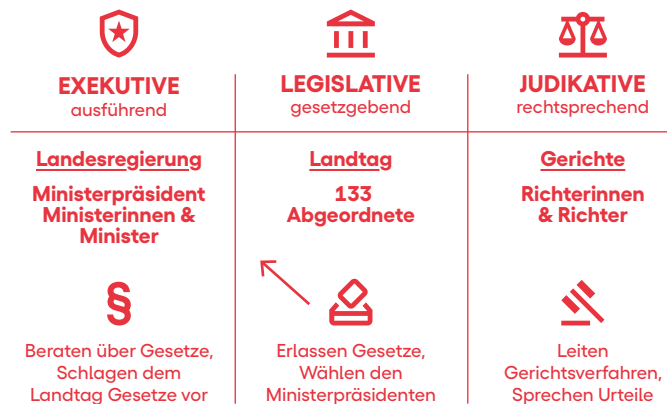 EXEKUTIVE
ausführend
LEGISLATIVE
gesetzgebend
JUDIKATIVE
rechtsprechend
Landesregierung
Ministerpräsident
Ministerinnen &
Minister
Landtag
133
Abgeordnete
Gerichte
Richterinnen
& Richter
§
Beraten über Gesetze,
Schlagen dem
Landtag Gesetze vor
Erlassen Gesetze,
Wählen den
Ministerpräsidenten
Leiten
Gerichtsverfahren,
Sprechen Urteile